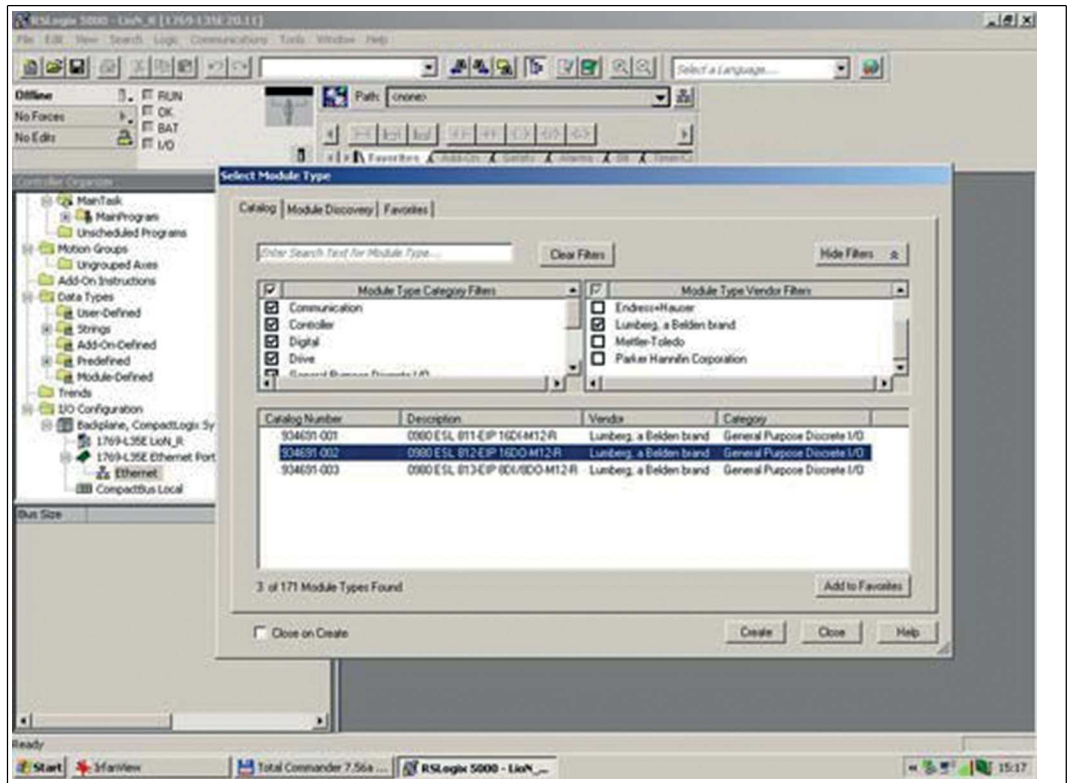 RSLogix 5000 - LioN_R [1769-L35E 20.11]
File Edit View Search Logic Communications Tools Window Help
Select a Language...
Offline
RUN
No Forces
OK
No Edits
BAT
I/O
Path: <none>
Favorites Add-On Alarms Bit
Controller Organizer
MainTask
MainProgram
Unscheduled Programs
Motion Groups
Ungrouped Axes
Add-On Instructions
Data Types
User-Defined
Strings
Add-On-Defined
Predefined
Module-Defined
Trends
I/O Configuration
Backplane, CompactLogix Sy
1769-L35E LioN_R
1769-L35E Ethernet Port
Ethernet
CompactBus Local
Bus Size
Select Module Type
Catalog Module Discovery Favorites
Enter Search Text for Module Type...
Clear Filters
Hide Filters
Module Type Category Filters
Communication
Controller
Digital
Drive
General Purpose Discrete I/O
Module Type Vendor Filters
Endress+Hauser
Lumberg, a Belden brand
Mettler-Toledo
Parker Hannifin Corporation
Catalog Number Description Vendor Category
934691-001 0980 ESL 811-EIP 16DI-M12-R Lumberg, a Belden brand General Purpose Discrete I/O
934691-002 0980 ESL 812-EIP 16DO-M12-R Lumberg, a Belden brand General Purpose Discrete I/O
934691-003 0980 ESL 813-EIP 8DI/8DO-M12-R Lumberg, a Belden brand General Purpose Discrete I/O
3 of 171 Module Types Found
Add to Favorites
Close on Create
Create Close Help
Ready
Start IrfanView Total Commander 7.56a ... RSLogix 5000 - LioN_...
15:17